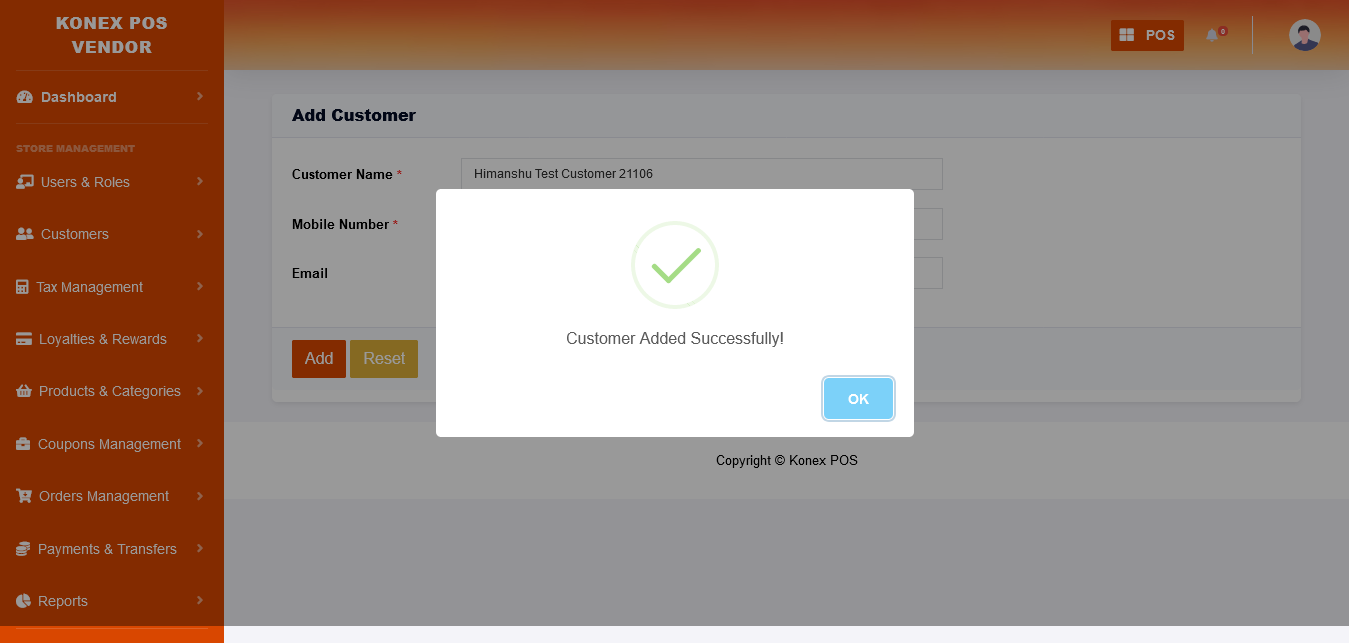 KONEX POS
VENDOR
POS
0
Dashboard
STORE MANAGEMENT
Users & Roles
Customers
Tax Management
Loyalties & Rewards
Products & Categories
Coupons Management
Orders Management
Payments & Transfers
Reports
Add Customer
Customer Name *
Himanshu Test Customer 21106
Mobile Number *
Email
Add
Reset
Customer Added Successfully!
OK
Copyright © Konex POS